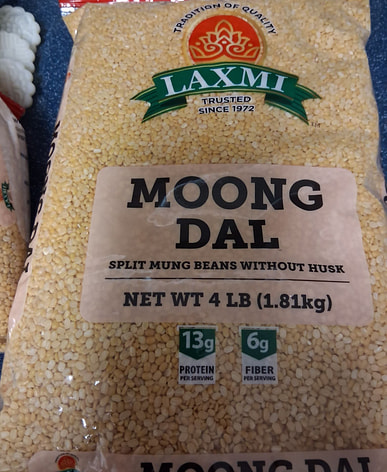 TRADITION OF QUALITY
LAXMI
TRUSTED
SINCE 1972
MOONG
DAL
SPLIT MUNG BEANS WITHOUT HUSK
NET WT 4 LB (1.81kg)
13g
PROTEIN
PER SERVING
6g
FIBER
PER SERVING
MOONG DAL